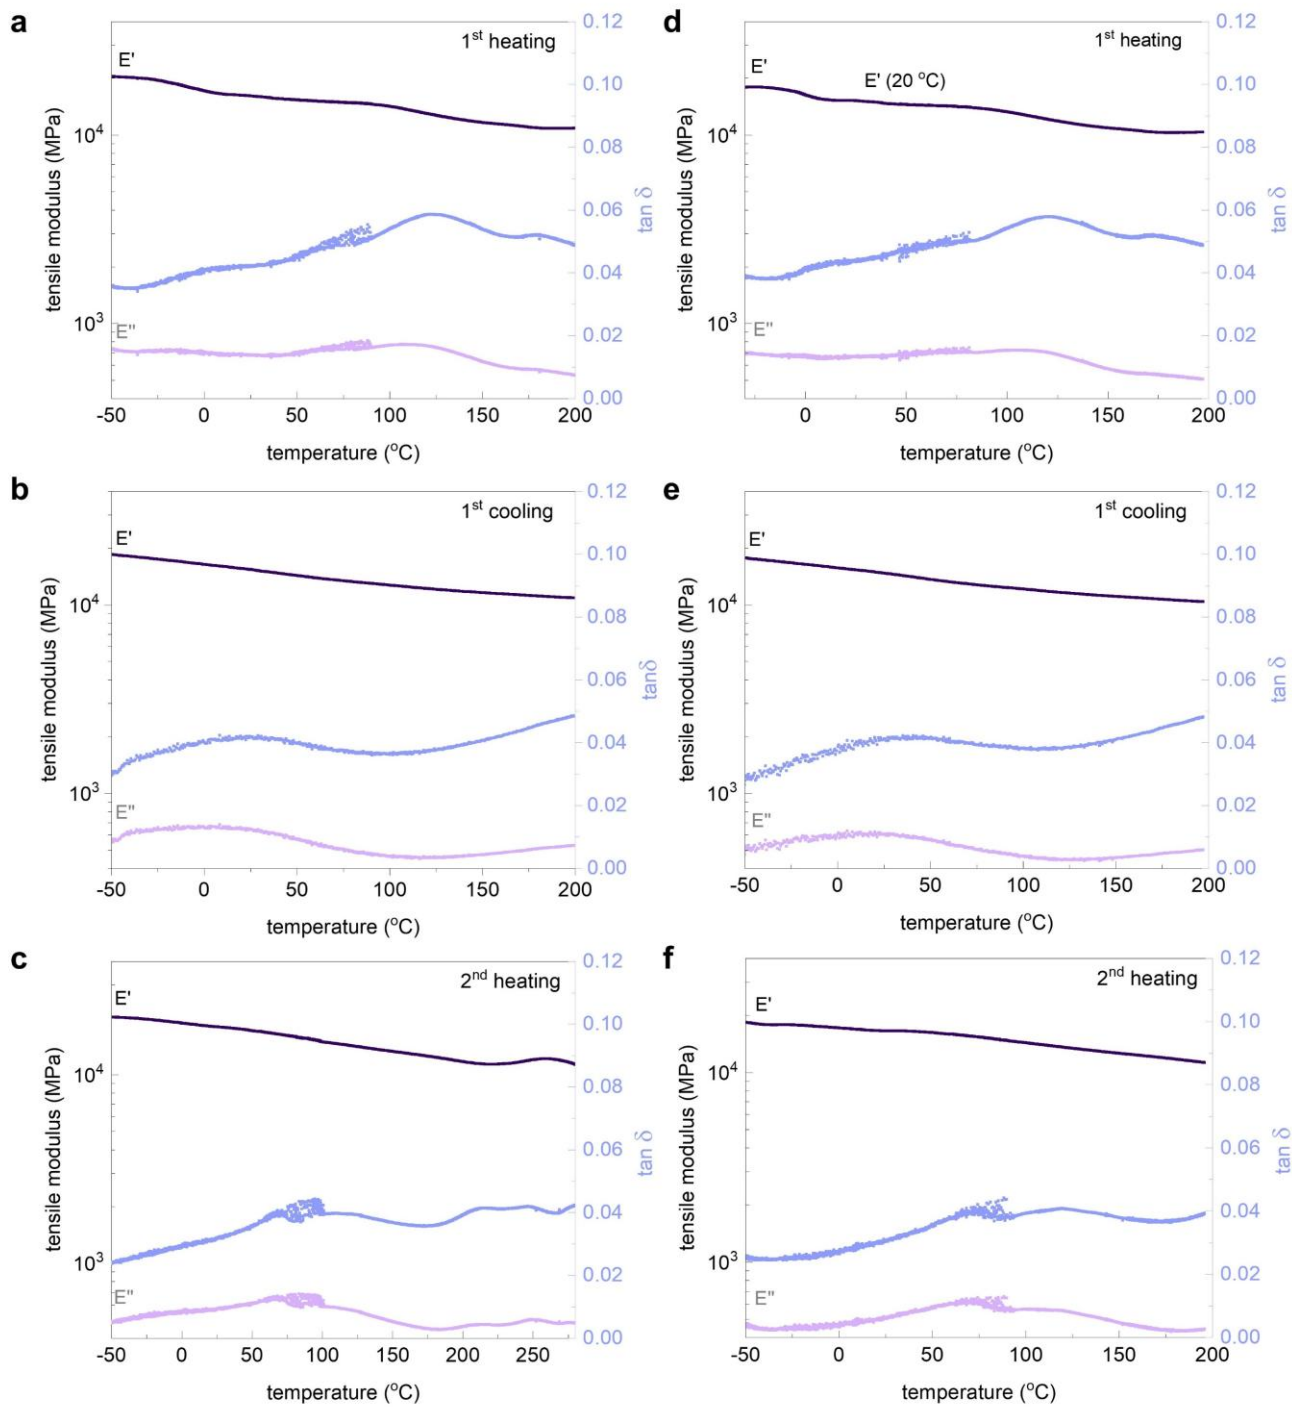 a
1st heating
E'
E"
tensile modulus (MPa)
10⁴
10³
0.12
0.10
0.08
0.06
0.04
0.02
0.00
tan δ
-50 0 50 100 150 200
temperature (°C)
d
1st heating
E'
E' (20 °C)
E"
tensile modulus (MPa)
10⁴
10³
0.12
0.10
0.08
0.06
0.04
0.02
0.00
tan δ
0 50 100 150 200
temperature (°C)
b
1st cooling
E'
E"
tensile modulus (MPa)
10⁴
10³
0.12
0.10
0.08
0.06
0.04
0.02
0.00
tanδ
-50 0 50 100 150 200
temperature (°C)
e
1st cooling
E'
E"
tensile modulus (MPa)
10⁴
10³
0.12
0.10
0.08
0.06
0.04
0.02
0.00
tan δ
-50 0 50 100 150 200
temperature (°C)
c
2nd heating
E'
E"
tensile modulus (MPa)
10⁴
10³
0.12
0.10
0.08
0.06
0.04
0.02
0.00
tan δ
-50 0 50 100 150 200 250
temperature (°C)
f
2nd heating
E'
E"
tensile modulus (MPa)
10⁴
10³
0.12
0.10
0.08
0.06
0.04
0.02
0.00
tan δ
-50 0 50 100 150 200
temperature (°C)